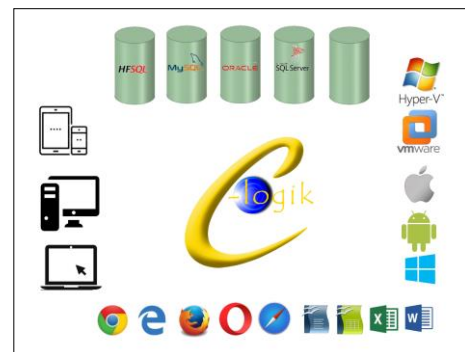 HFSQL
MySQL
ORACLE
SQL Server
Hyper-V
vmware
C-logik
X
W